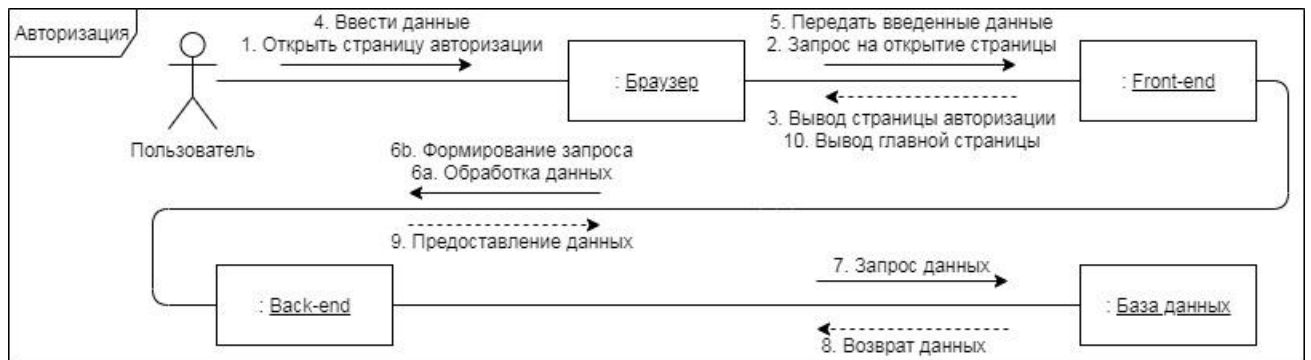 Авторизация
4. Ввести данные
1. Открыть страницу авторизации
5. Передать введенные данные
2. Запрос на открытие страницы
: Браузер
: Front-end
3. Вывод страницы авторизации
10. Вывод главной страницы
Пользователь
6b. Формирование запроса
6a. Обработка данных
9. Предоставление данных
7. Запрос данных
: Back-end
: База данных
8. Возврат данных